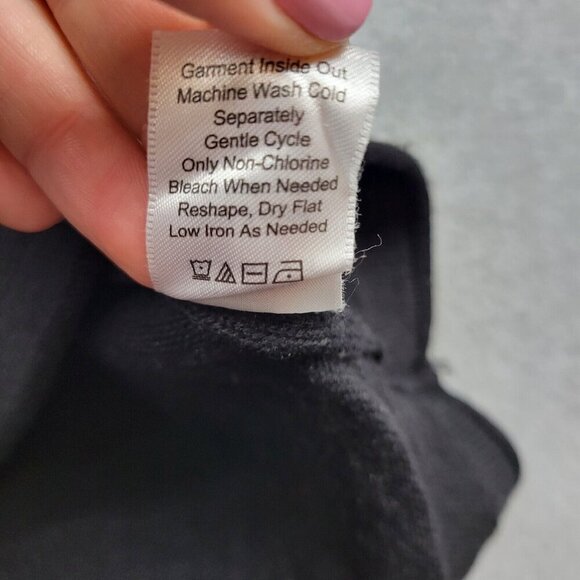 Garment Inside Out
Machine Wash Cold
Separately
Gentle Cycle
Only Non-Chlorine
Bleach When Needed
Reshape, Dry Flat
Low Iron As Needed